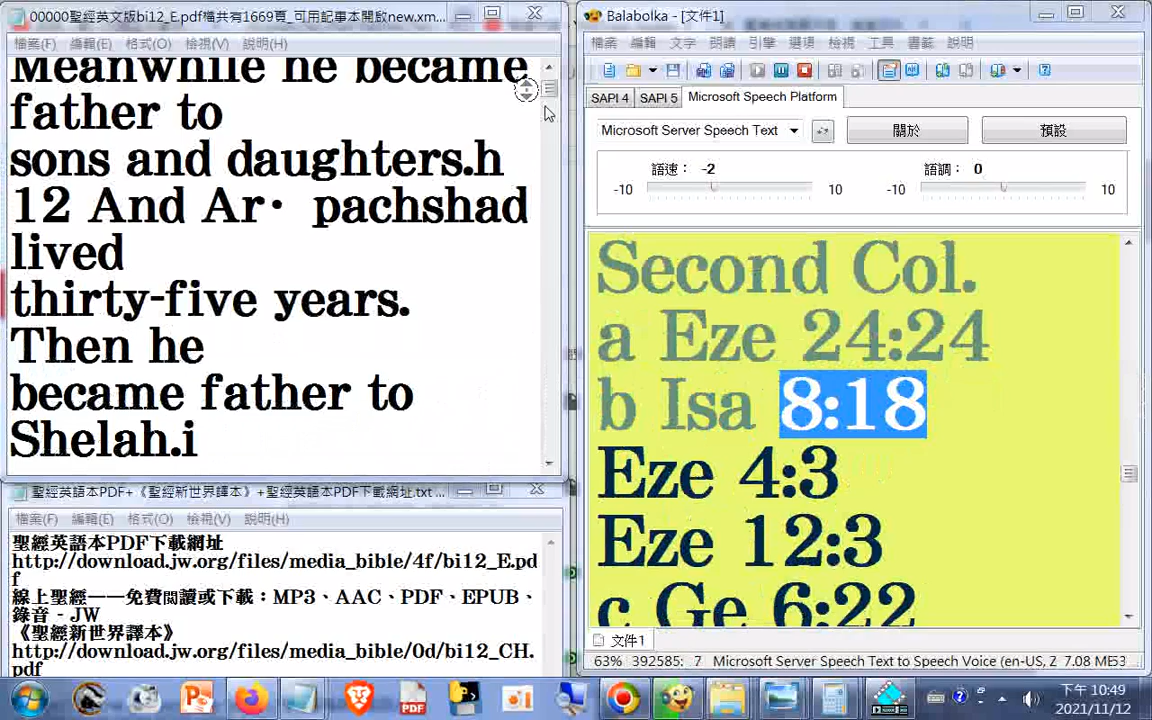 00000聖經英文版bi12_E.pdf檔共有1669頁_可用記事本開啟new.xm...
檔案(F) 編輯(E) 格式(O) 檢視(V) 說明(H)
Meanwhile he became
father to
sons and daughters.h
12 And Ar· pachshad
lived
thirty-five years.
Then he
became father to
Shelah.i
聖經英語本PDF+《聖經新世界譯本》+聖經英語本PDF下載網址.txt ...
檔案(F) 編輯(E) 格式(O) 檢視(V) 說明(H)
聖經英語本PDF下載網址
http://download.jw.org/files/media_bible/4f/bi12_E.pd
f
線上聖經——免費閱讀或下載：MP3、AAC、PDF、EPUB、
錄音 - JW
《聖經新世界譯本》
http://download.jw.org/files/media_bible/0d/bi12_CH.
pdf
Balabolka - [文件1]
檔案 編輯 文字 朗讀 引擎 選項 檢視 工具 書籤 說明
SAPI 4 SAPI 5 Microsoft Speech Platform
Microsoft Server Speech Text 關於 預設
語速： -2 語調： 0
-10 10 -10 10
Second Col.
a Eze 24:24
b Isa 8:18
Eze 4:3
Eze 12:3
c Ge 6:22
文件1
63% 392585: 7 Microsoft Server Speech Text to Speech Voice (en-US, Z 7.08 ME53
下午 10:49
2021/11/12